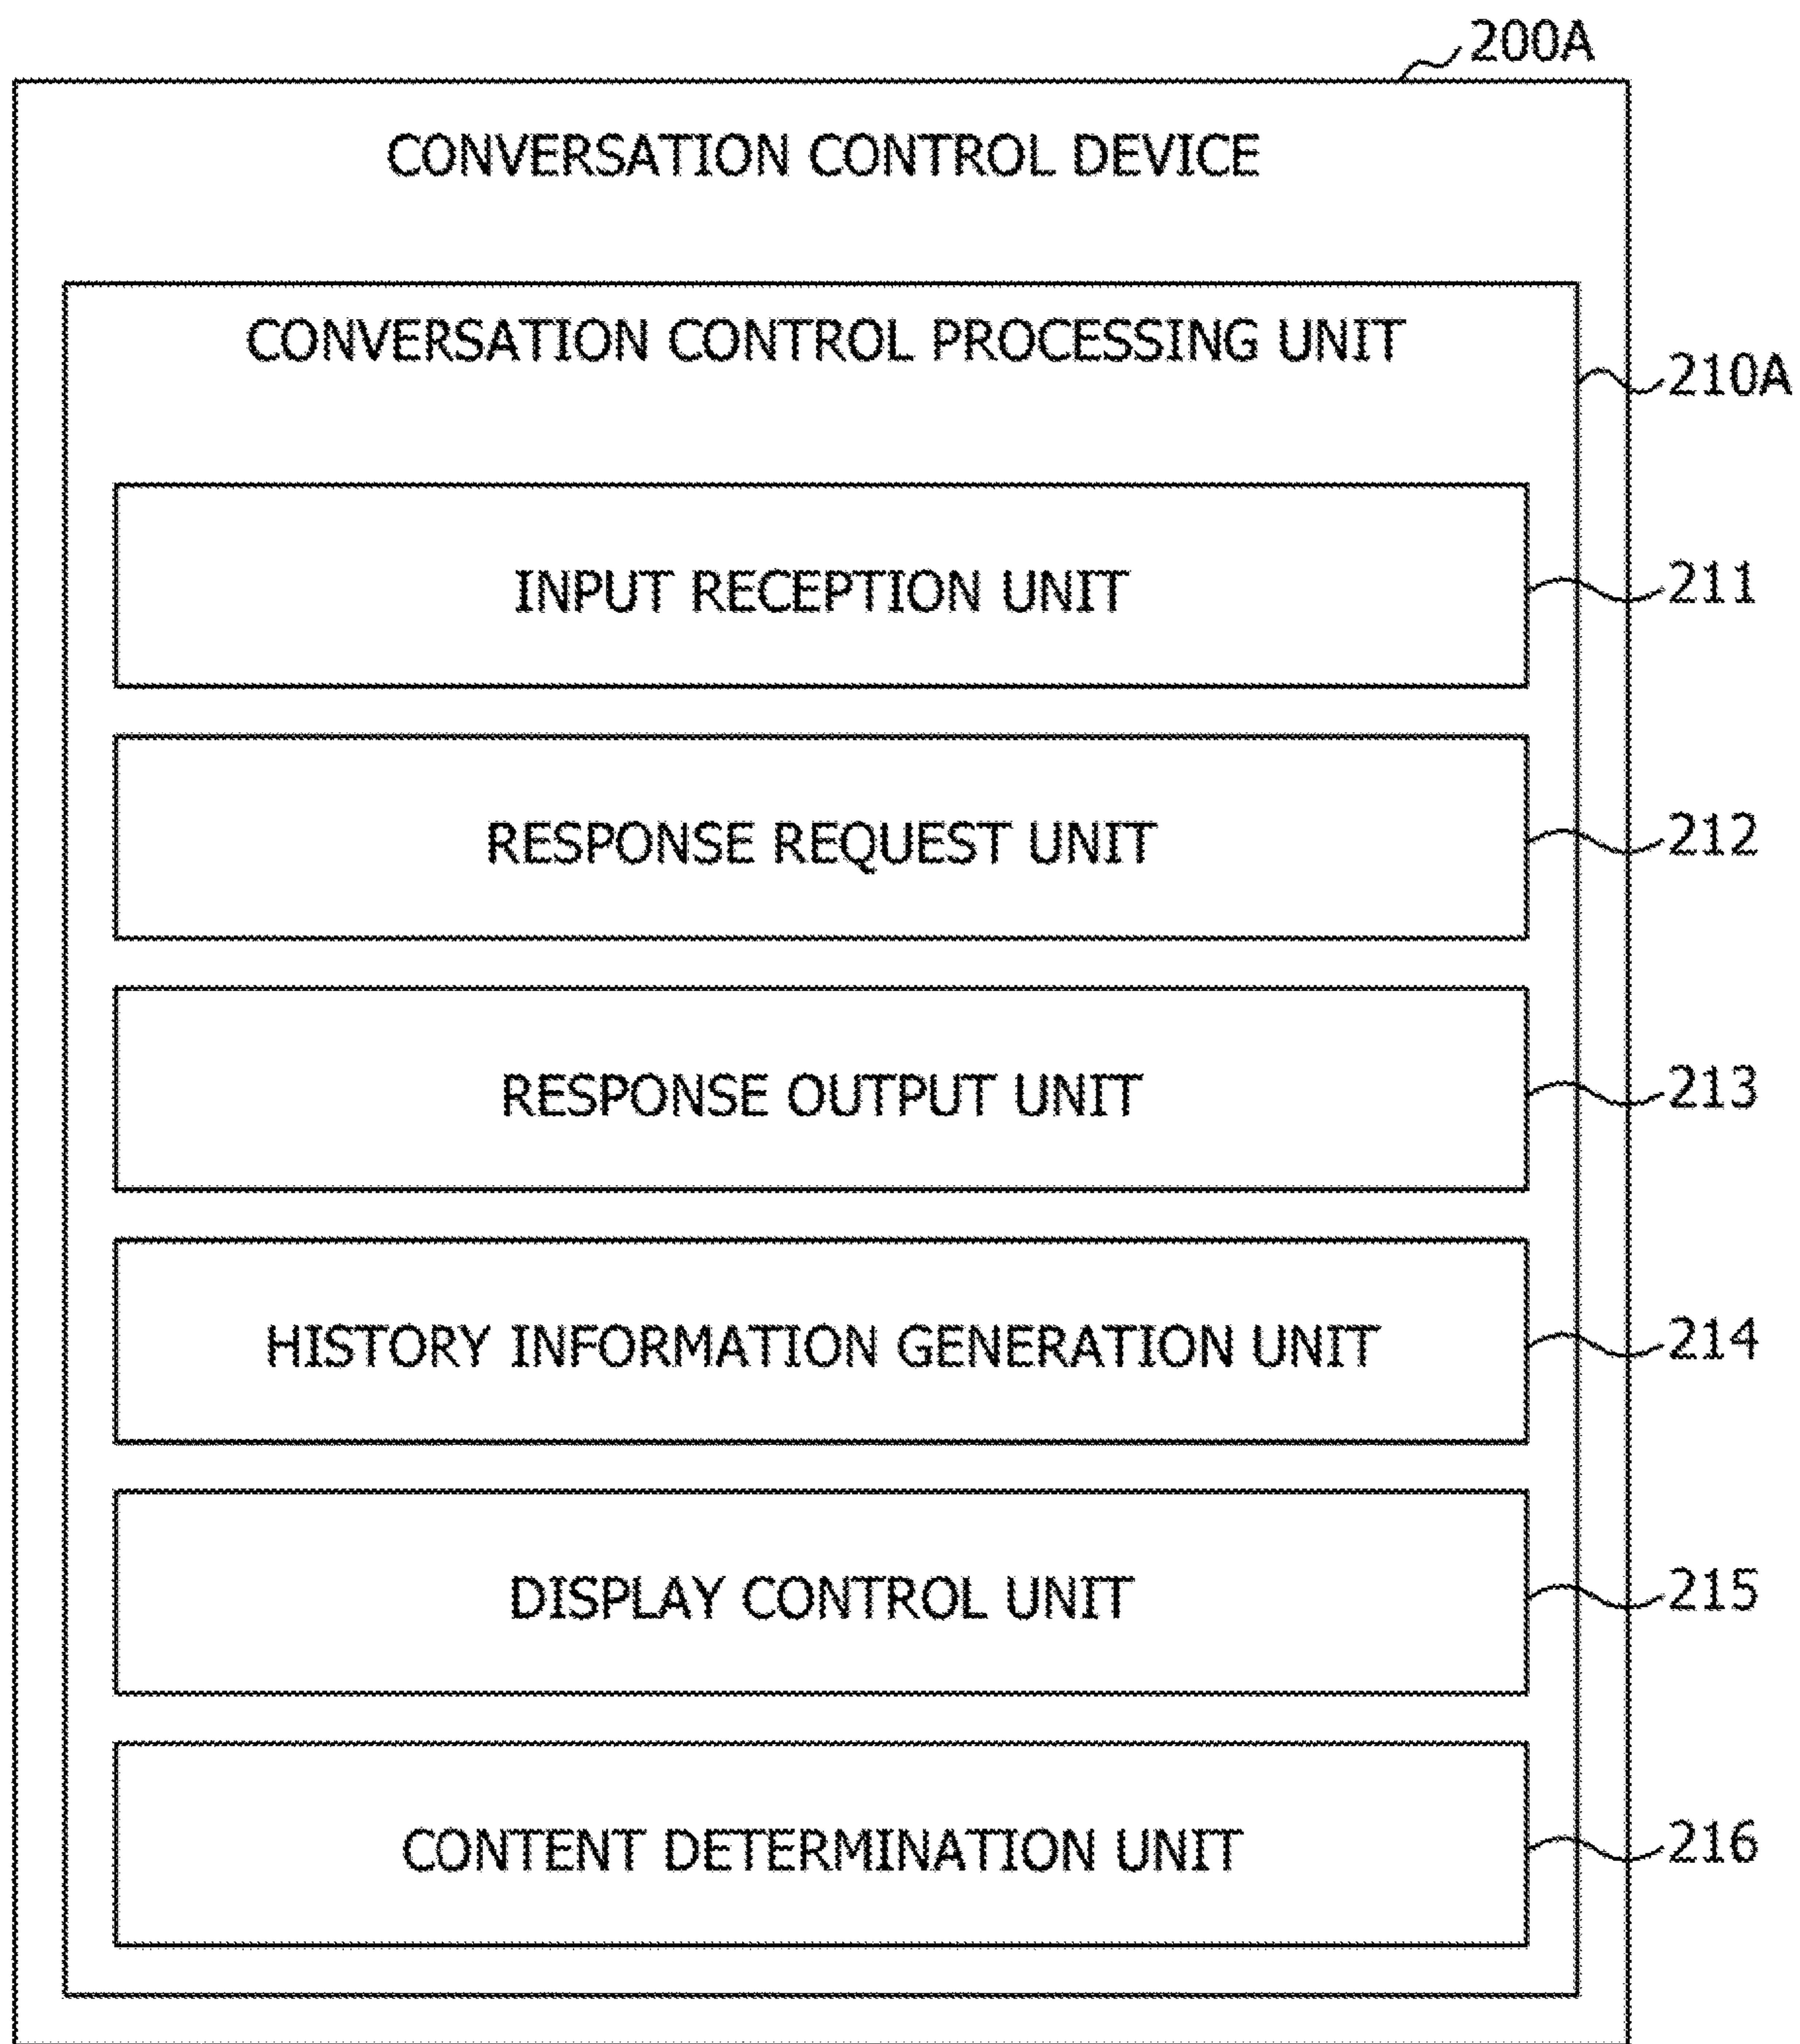 200A
CONVERSATION CONTROL DEVICE
CONVERSATION CONTROL PROCESSING UNIT
210A
INPUT RECEPTION UNIT
211
RESPONSE REQUEST UNIT
212
RESPONSE OUTPUT UNIT
213
HISTORY INFORMATION GENERATION UNIT
214
DISPLAY CONTROL UNIT
215
CONTENT DETERMINATION UNIT
216